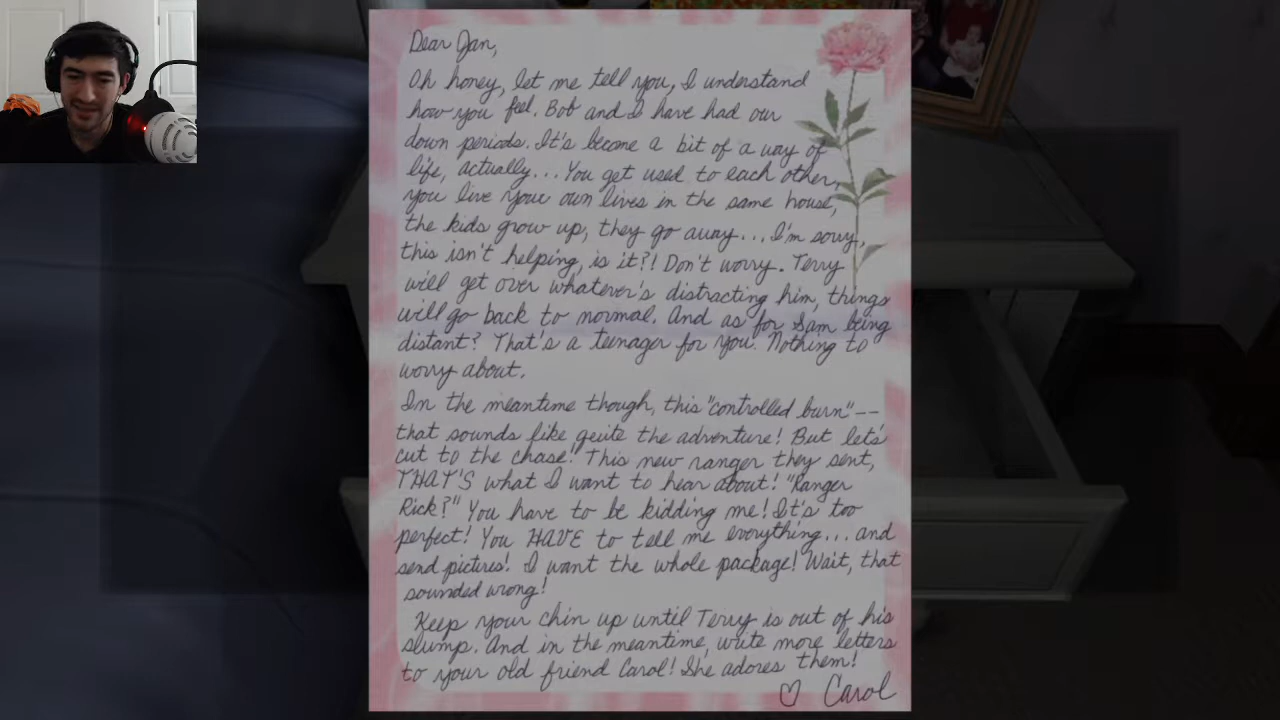 Dear Jan,
Oh honey, let me tell you, I understand
how you feel. Bob and I have had our
down periods. It's become a bit of a way of
life, actually... You get used to each other,
you live your own lives in the same house,
the kids grow up, they go away... I'm sorry,
this isn't helping, is it?! Don't worry. Terry
will get over whatever's distracting him, things
will go back to normal. And as for Sam being
distant? That's a teenager for you. Nothing to
worry about.
In the meantime though, this "controlled burn"--
that sounds like quite the adventure! But let's
cut to the chase! This new ranger they sent,
THAT'S what I want to hear about! "Ranger
Rick?" You have to be kidding me! It's too
perfect! You HAVE to tell me everything... and
send pictures! I want the whole package! Wait, that
sounded wrong!
Keep your chin up until Terry is out of his
slump. And in the meantime, write more letters
to your old friend Carol! She adores them!
♡ Carol